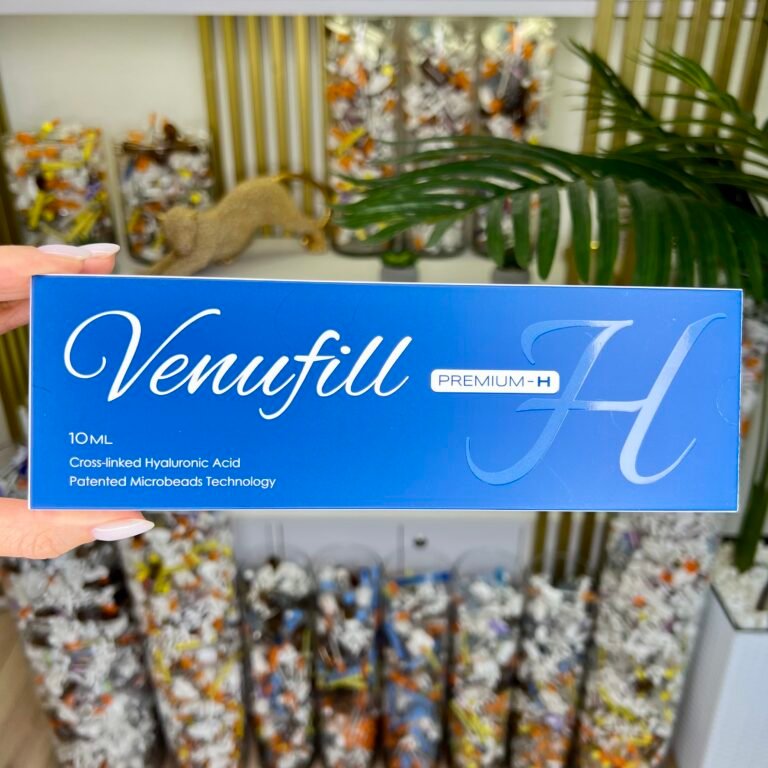 Venufill PREMIUM-H H
10ML
Cross-linked Hyaluronic Acid
Patented Microbeads Technology